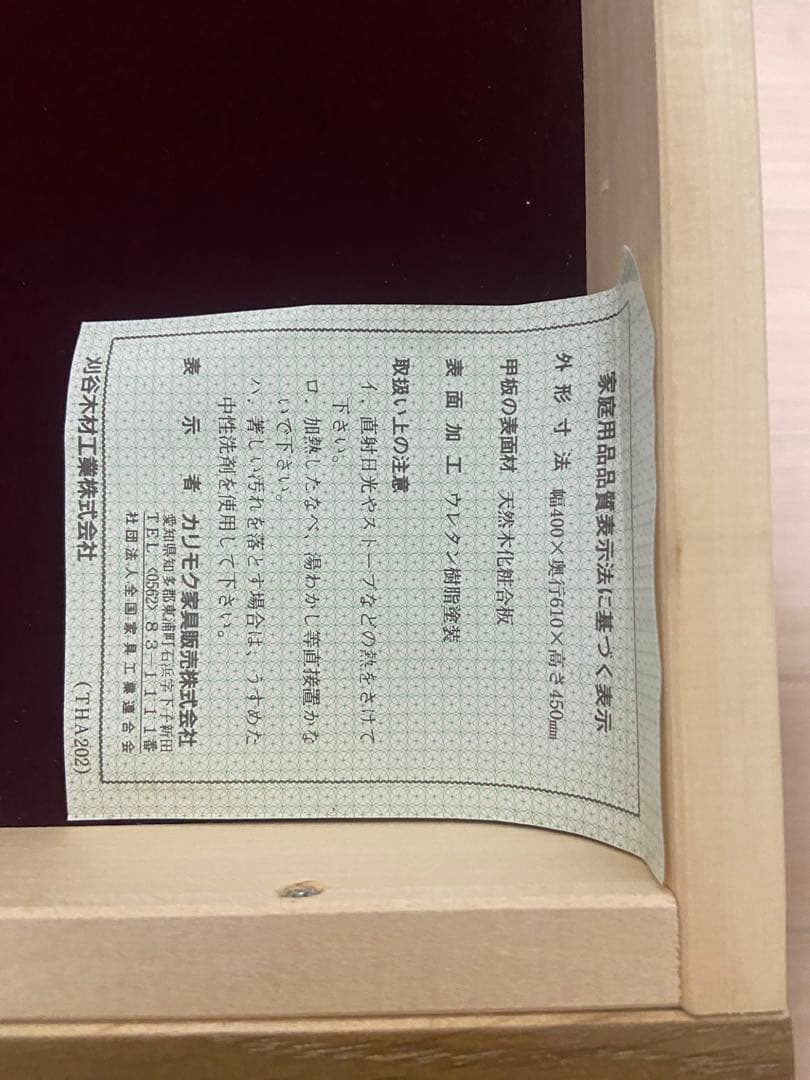 家庭用品品質表示法に基づく表示
外形寸法 幅400×奥行610×高さ450mm
甲板の表面材 天然木化粧合板
表面加工 ウレタン樹脂塗装
取扱い上の注意
イ．直射日光やストーブなどの熱をさけて
下さい。
ロ．加熱したなべ、湯わかし等直接置かな
いで下さい。
ハ．著しい汚れを落とす場合は、うすめた
中性洗剤を使用して下さい。
表示者 カリモク家具販売株式会社
愛知県知多郡東浦町石浜字下子新田
TEL〈0562〉83－1111番
社団法人全国家具工業連合会
刈谷木材工業株式会社 (THA202)